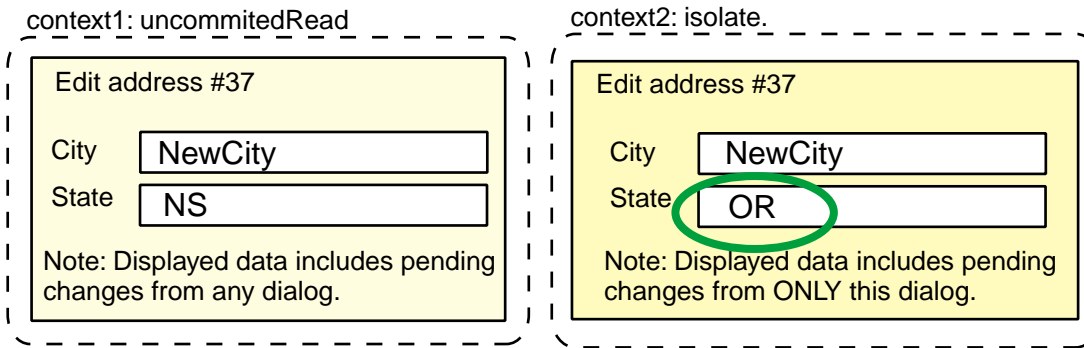 context1: uncommitedRead
Edit address #37
City NewCity
State NS
Note: Displayed data includes pending
changes from any dialog.
context2: isolate.
Edit address #37
City NewCity
State OR
Note: Displayed data includes pending
changes from ONLY this dialog.